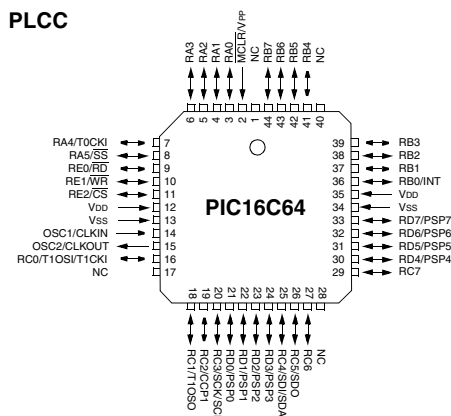 PLCC
RA3
RA2
RA1
RA0
MCLR/VPP
NC
RB7
RB6
RB5
RB4
NC
6
5
4
3
2
1
44
43
42
41
40
RA4/T0CKI 7
RA5/SS 8
RE0/RD 9
RE1/WR 10
RE2/CS 11
VDD 12
VSS 13
OSC1/CLKIN 14
OSC2/CLKOUT 15
RC0/T1OSI/T1CKI 16
NC 17
PIC16C64
39 RB3
38 RB2
37 RB1
36 RB0/INT
35 VDD
34 VSS
33 RD7/PSP7
32 RD6/PSP6
31 RD5/PSP5
30 RD4/PSP4
29 RC7
18
19
20
21
22
23
24
25
26
27
28
RC1/T1OSO
RC2/CCP1
RC3/SCK/SC
RD0/PSP0
RD1/PSP1
RD2/PSP2
RD3/PSP3
RC4/SDI/SDA
RC5/SDO
RC6
NC